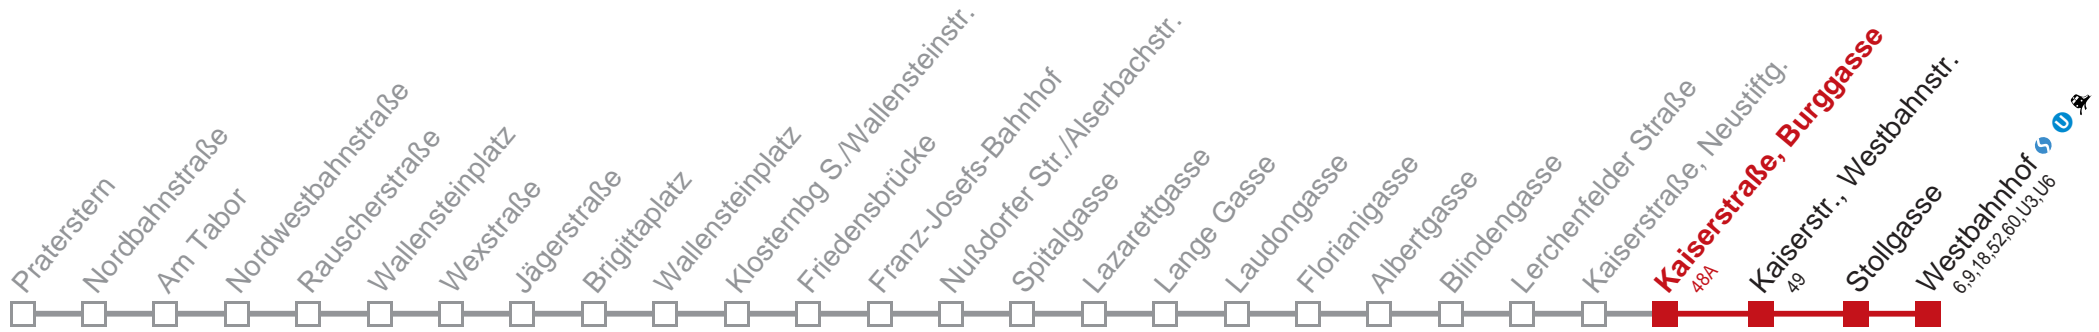 Praterstern
Nordbahnstraße
Am Tabor
Nordwestbahnstraße
Rauscherstraße
Wallensteinplatz
Wexstraße
Jägerstraße
Brigittaplatz
Wallensteinplatz
Klosternbg S./Wallensteinstr.
Friedensbrücke
Franz-Josefs-Bahnhof
Nußdorfer Str./Alserbachstr.
Spitalgasse
Lazarettgasse
Lange Gasse
Laudongasse
Florianigasse
Albertgasse
Blindengasse
Lerchenfelder Straße
Kaiserstraße, Neustiftg.
Kaiserstraße, Burggasse
48A
Kaiserstr., Westbahnstr.
49
Stollgasse
Westbahnhof S U
6,9,18,52,60,U3,U6